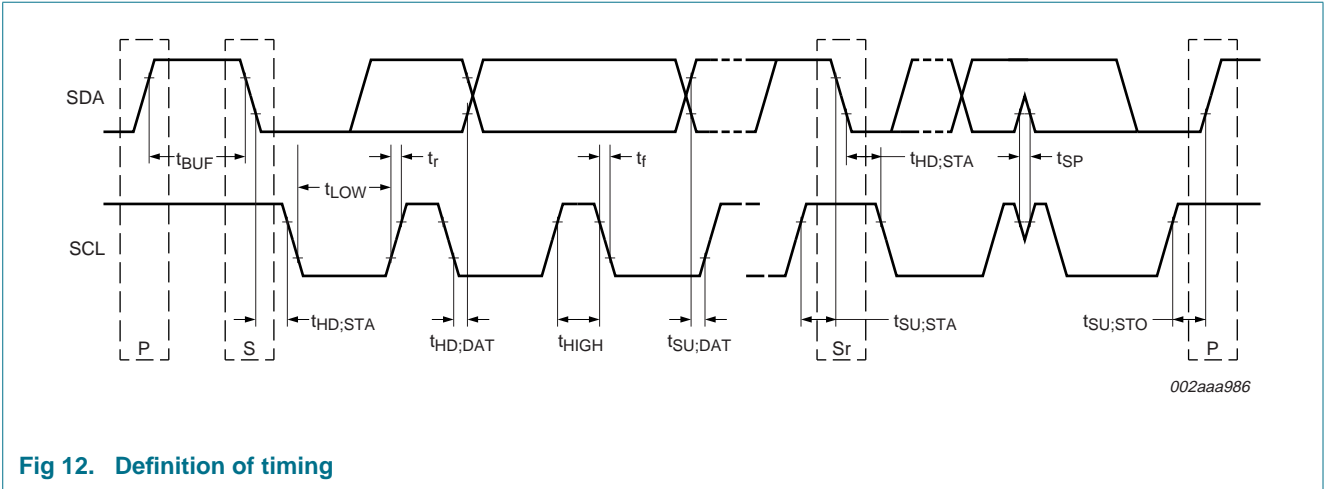 SDA
tBUF
tr
tf
tHD;STA
tSP
tLOW
SCL
tHD;STA
tHD;DAT
tHIGH
tSU;DAT
tSU;STA
tSU;STO
P
S
Sr
P
002aaa986
Fig 12. Definition of timing